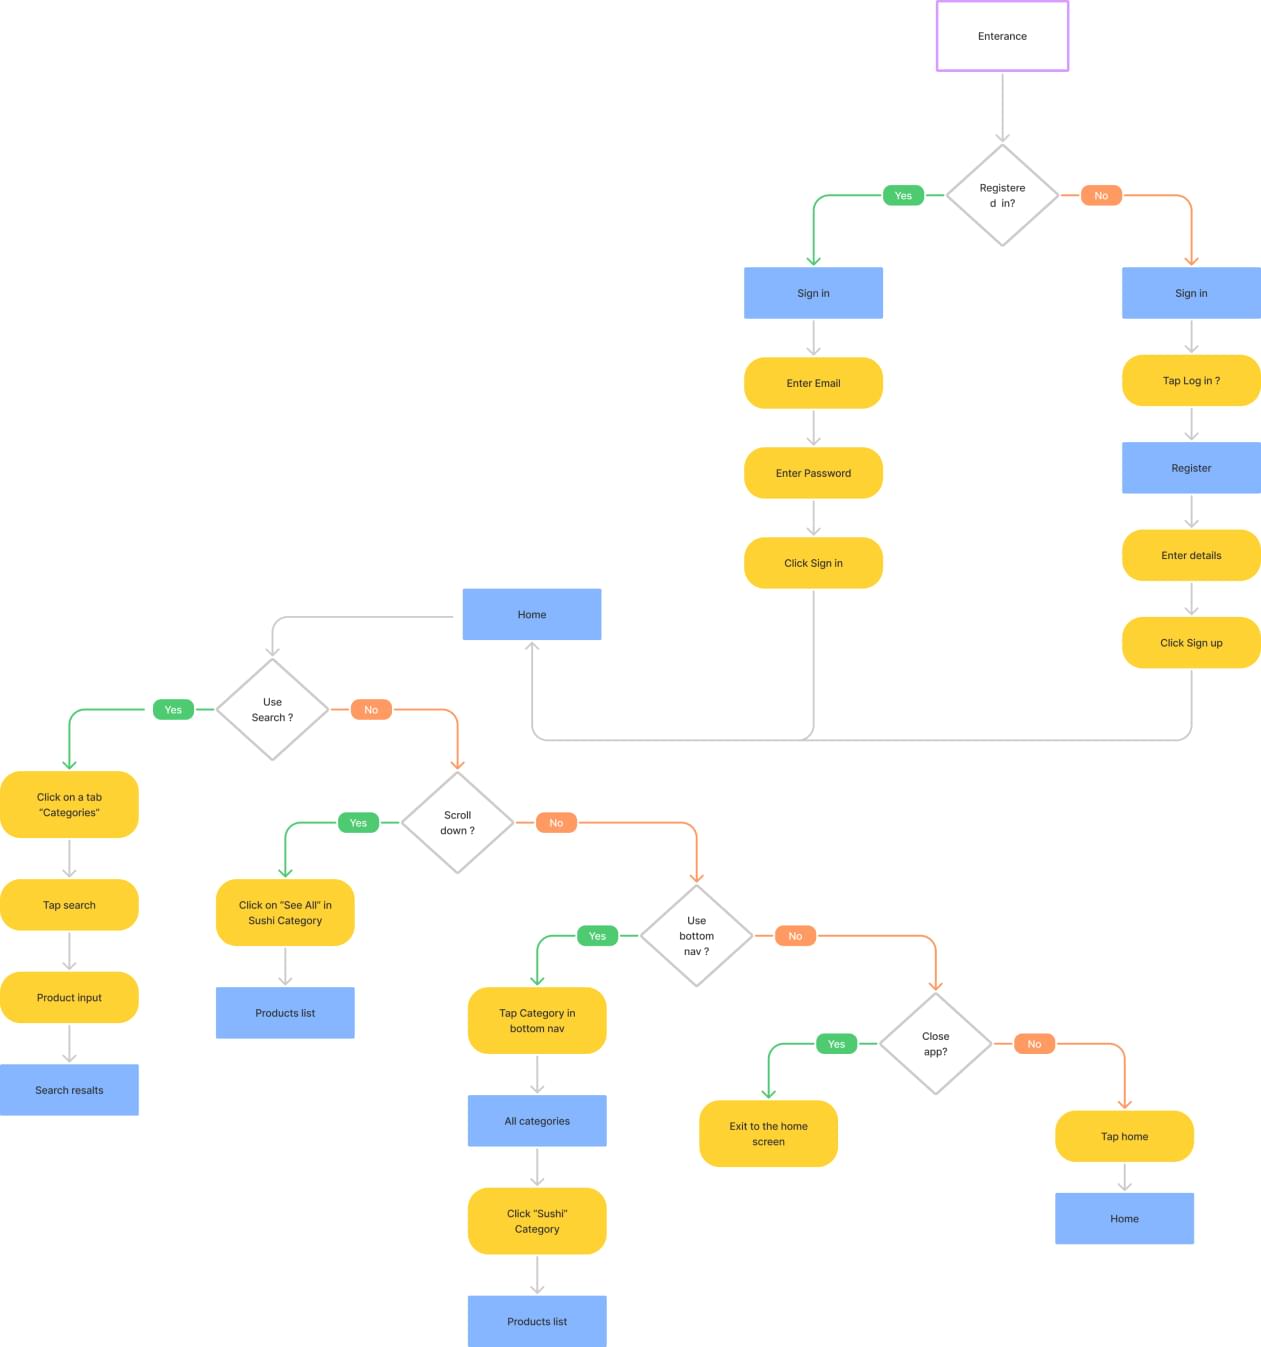 Enterance
Registere
d in?
Yes
No
Sign in
Sign in
Enter Email
Tap Log in ?
Enter Password
Register
Click Sign in
Enter details
Click Sign up
Home
Use
Search ?
Yes
No
Click on a tab
“Categories”
Scroll
down ?
Yes
No
Tap search
Click on “See All” in
Sushi Category
Use
bottom
nav ?
Yes
No
Product input
Products list
Tap Category in
bottom nav
Close
app?
Yes
No
Search resalts
All categories
Exit to the home
screen
Tap home
Click “Sushi”
Category
Home
Products list